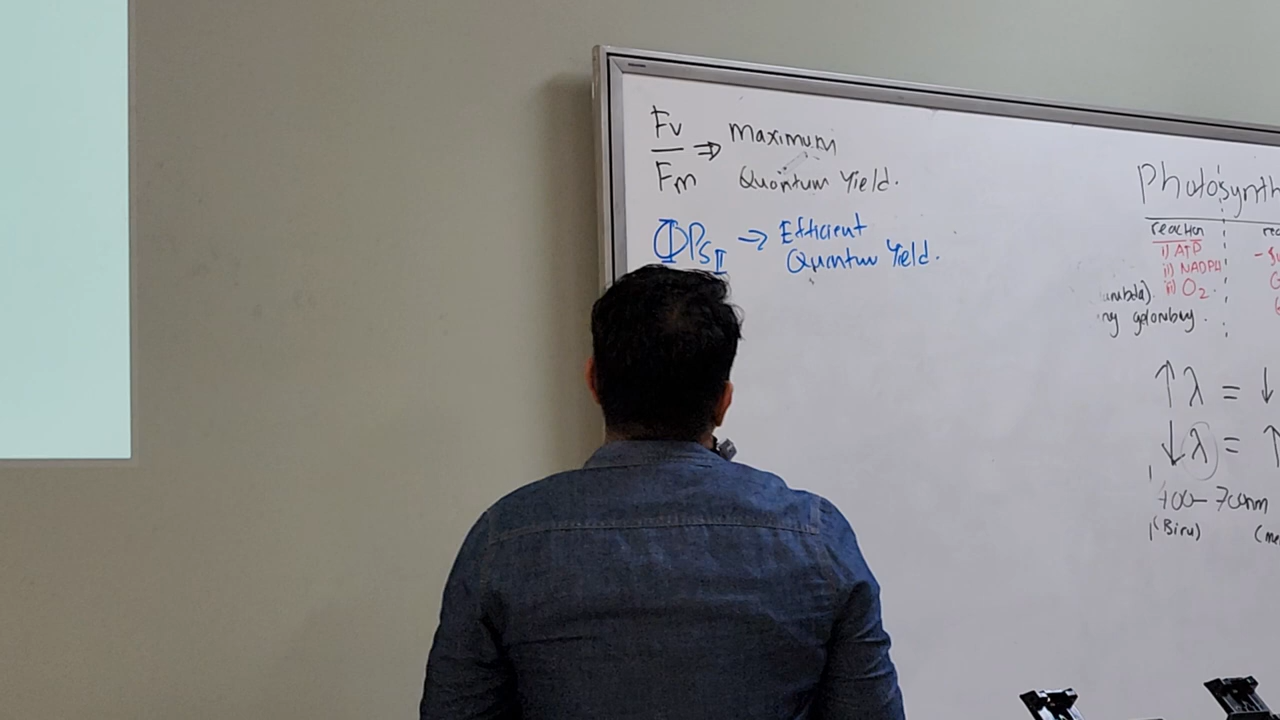 Fv
Fm ⇒ Maximum
Quantum Yield.
ΦPSII → Efficient
Quantum Yield.
Photosynth
reaction
i) ATP
ii) NADPH
iii) O2
ambda).
ng gelombang.
↑ λ = ↓
↓ λ = ↑
400-700nm
(Biru)